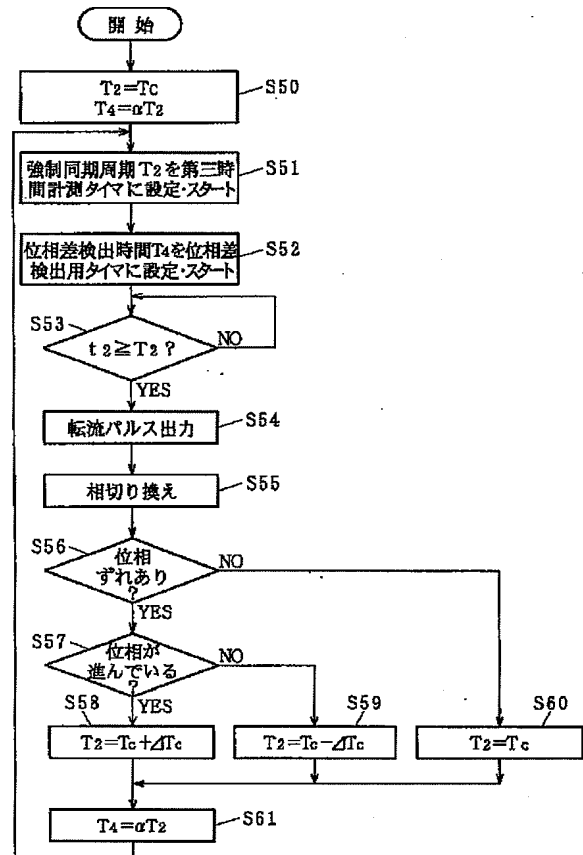 開始
T2=Tc
T4=αT2
S50
強制同期周期T2を第三時
間計測タイマに設定・スタート
S51
位相差検出時間T4を位相差
検出用タイマに設定・スタート
S52
S53
t2≧T2?
NO
YES
転流パルス出力
S54
相切り換え
S55
S56
位相
ずれあり
?
NO
YES
S57
位相が
進んでいる
?
NO
YES
S58
T2=Tc+⊿Tc
S59
T2=Tc-⊿Tc
S60
T2=Tc
T4=αT2
S61